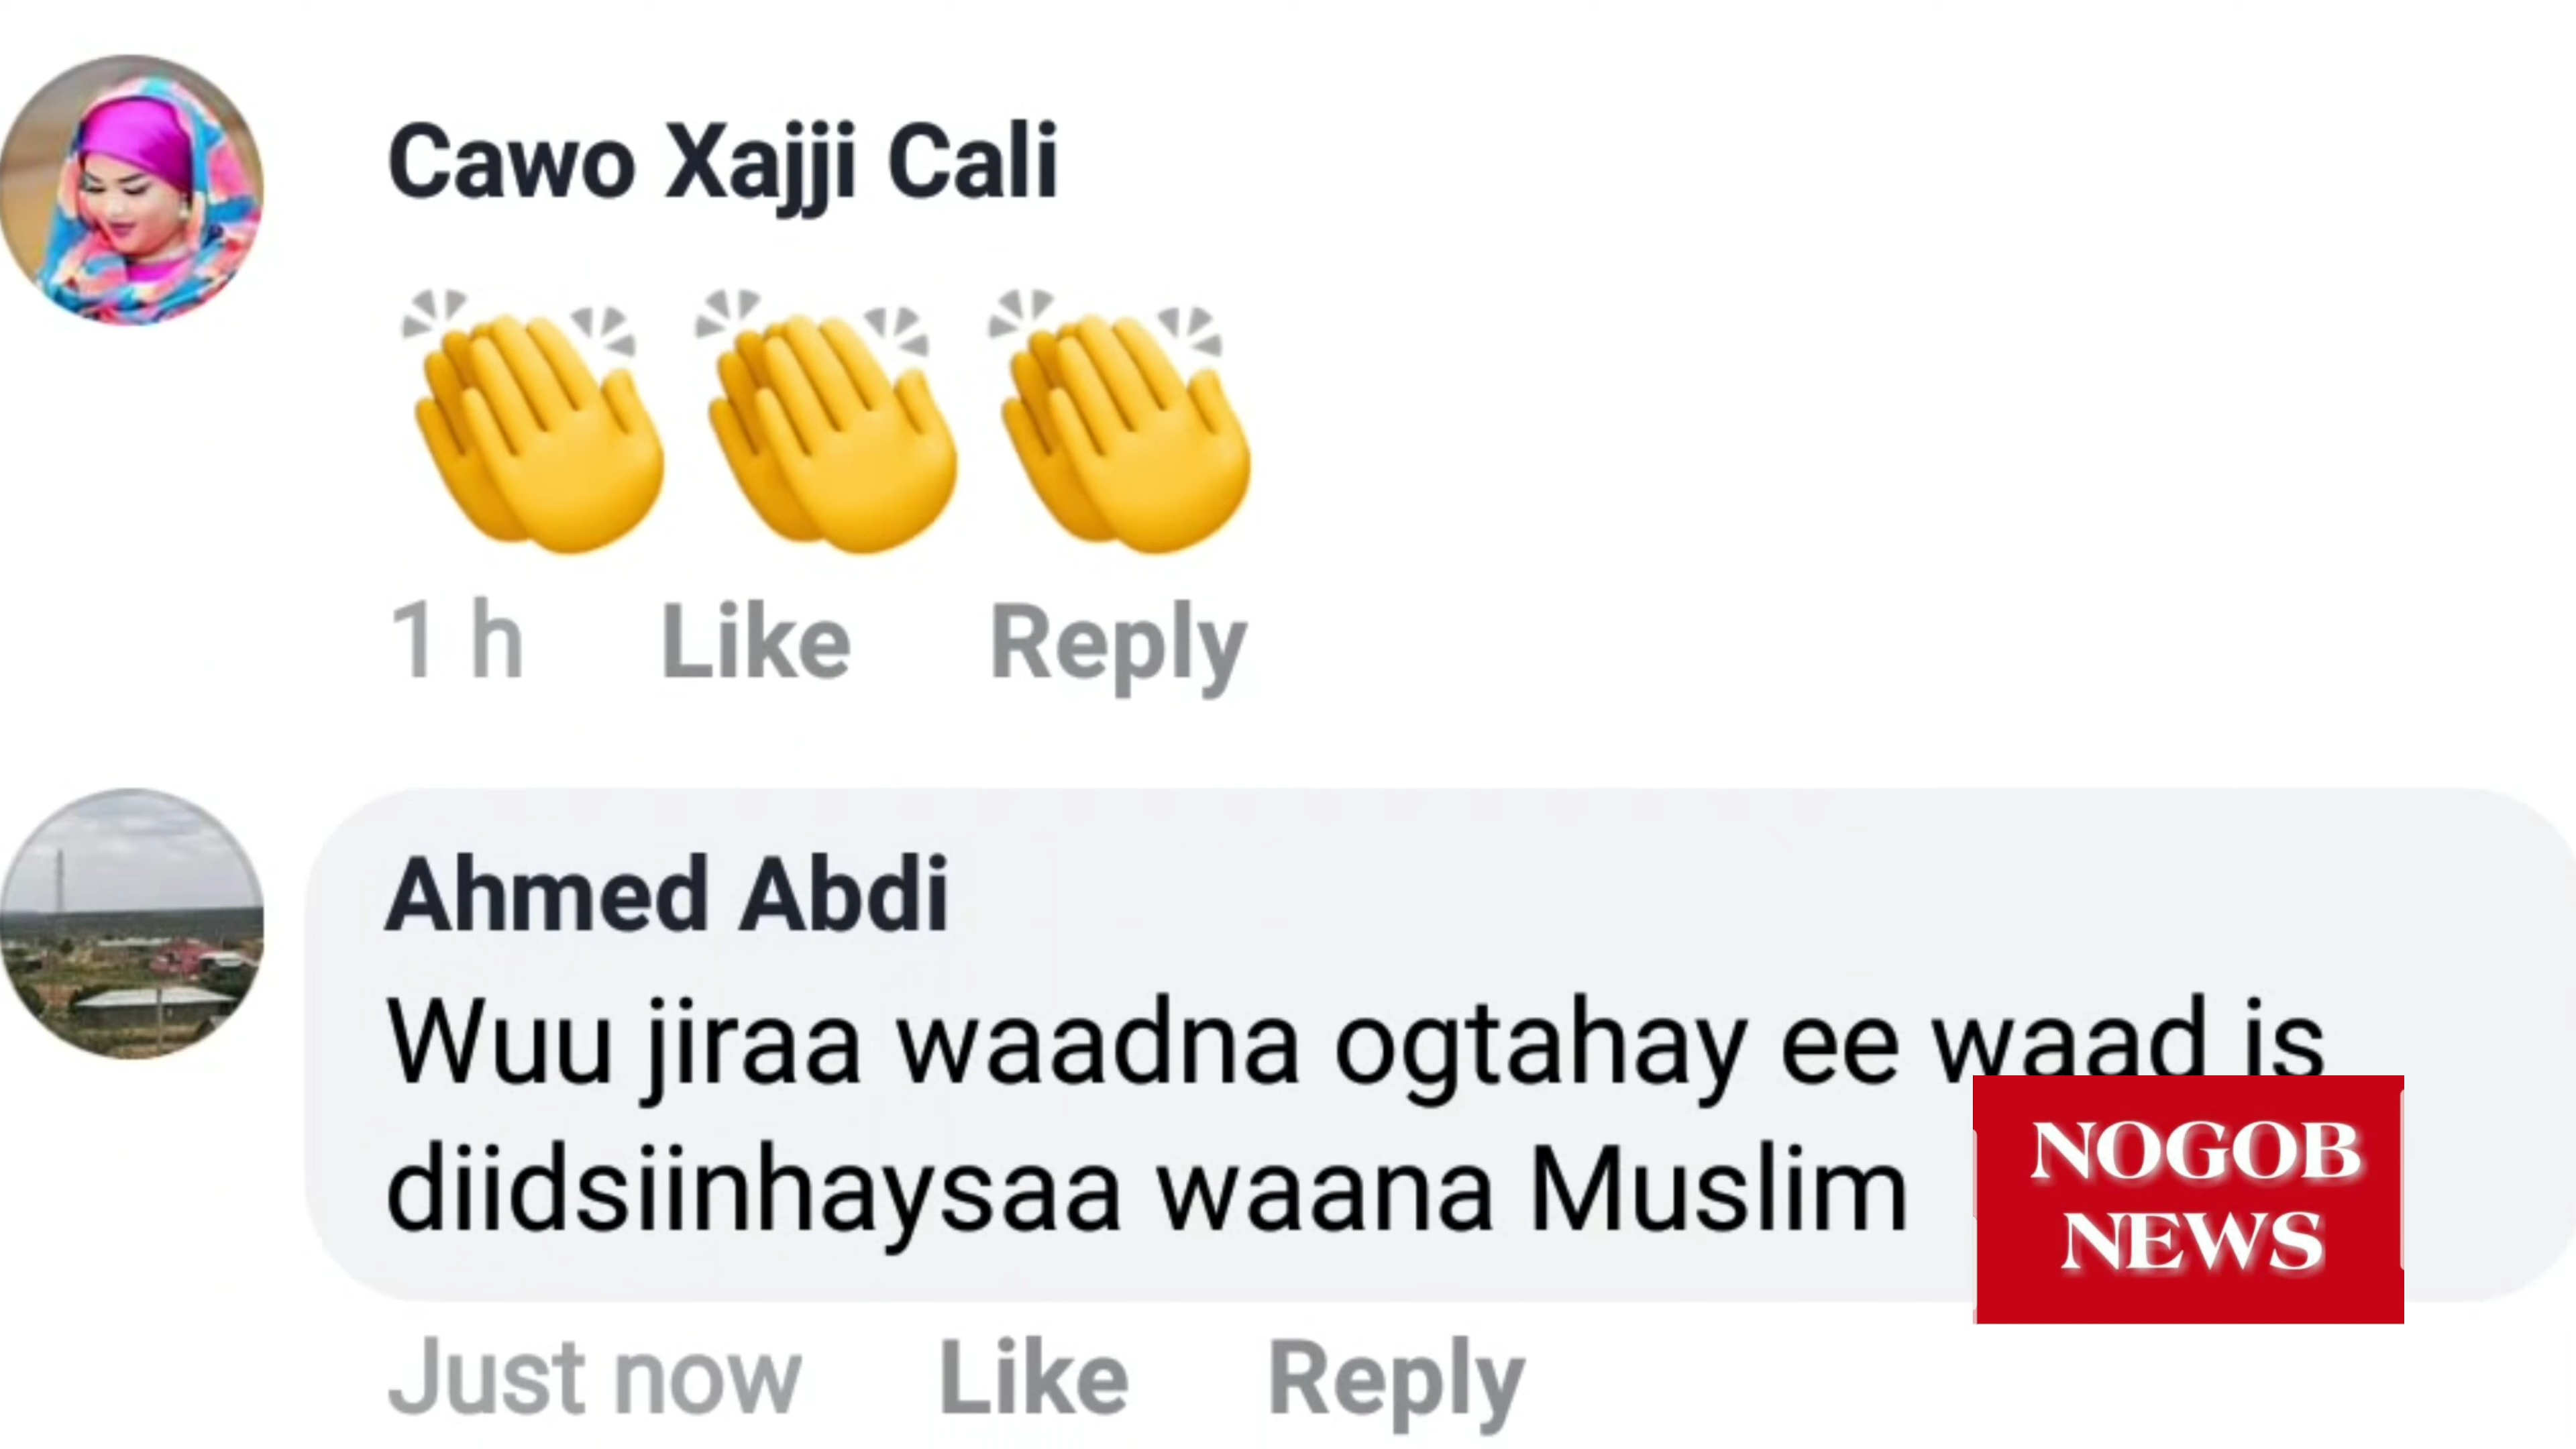 Cawo Xajji Cali
👏👏👏
1 h Like Reply
Ahmed Abdi
Wuu jiraa waadna ogtahay ee waad is
diidsiinhaysaa waana Muslim
NOGOB
NEWS
Just now Like Reply